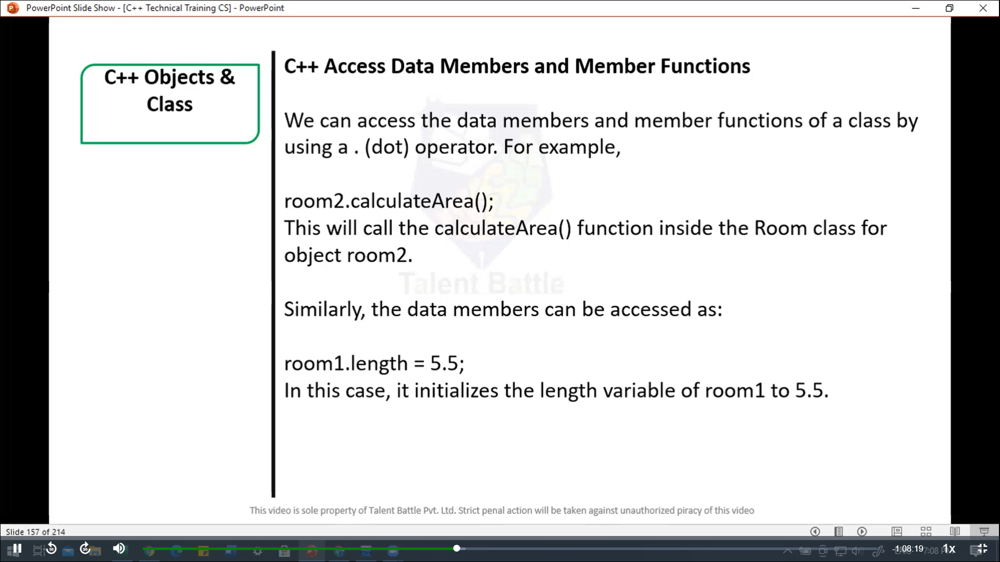 PowerPoint Slide Show - [C++ Technical Training CS] - PowerPoint
C++ Objects &
Class
C++ Access Data Members and Member Functions
We can access the data members and member functions of a class by
using a . (dot) operator. For example,
room2.calculateArea();
This will call the calculateArea() function inside the Room class for
object room2.
Talent Battle
Similarly, the data members can be accessed as:
room1.length = 5.5;
In this case, it initializes the length variable of room1 to 5.5.
This video is sole property of Talent Battle Pvt. Ltd. Strict penal action will be taken against unauthorized piracy of this video
Slide 157 of 214
10
30
-1:08:19
7:08 PM
1x